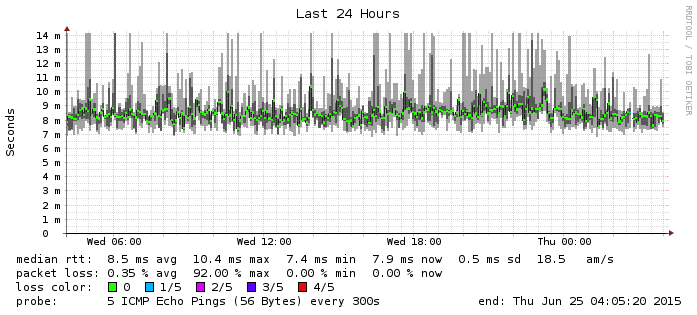 Last 24 Hours
RRDTOOL / TOBI OETIKER
Seconds
14 m
13 m
12 m
11 m
10 m
9 m
8 m
7 m
6 m
5 m
4 m
3 m
2 m
1 m
0
Wed 06:00 Wed 12:00 Wed 18:00 Thu 00:00
median rtt: 8.5 ms avg 10.4 ms max 7.4 ms min 7.9 ms now 0.5 ms sd 18.5 am/s
packet loss: 0.35 % avg 92.00 % max 0.00 % min 0.00 % now
loss color: 0 1/5 2/5 3/5 4/5
probe: 5 ICMP Echo Pings (56 Bytes) every 300s end: Thu Jun 25 04:05:20 2015